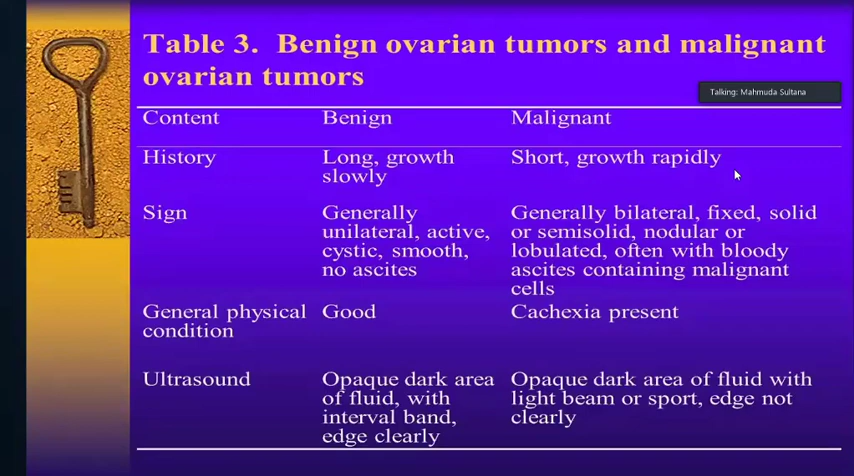 Table 3. Benign ovarian tumors and malignant
ovarian tumors
Talking: Mahmuda Sultana
Content Benign Malignant
History Long, growth Short, growth rapidly
slowly
Sign Generally Generally bilateral, fixed, solid
unilateral, active, or semisolid, nodular or
cystic, smooth, lobulated, often with bloody
no ascites ascites containing malignant
cells
General physical Good Cachexia present
condition
Ultrasound Opaque dark area Opaque dark area of fluid with
of fluid, with light beam or sport, edge not
interval band, clearly
edge clearly